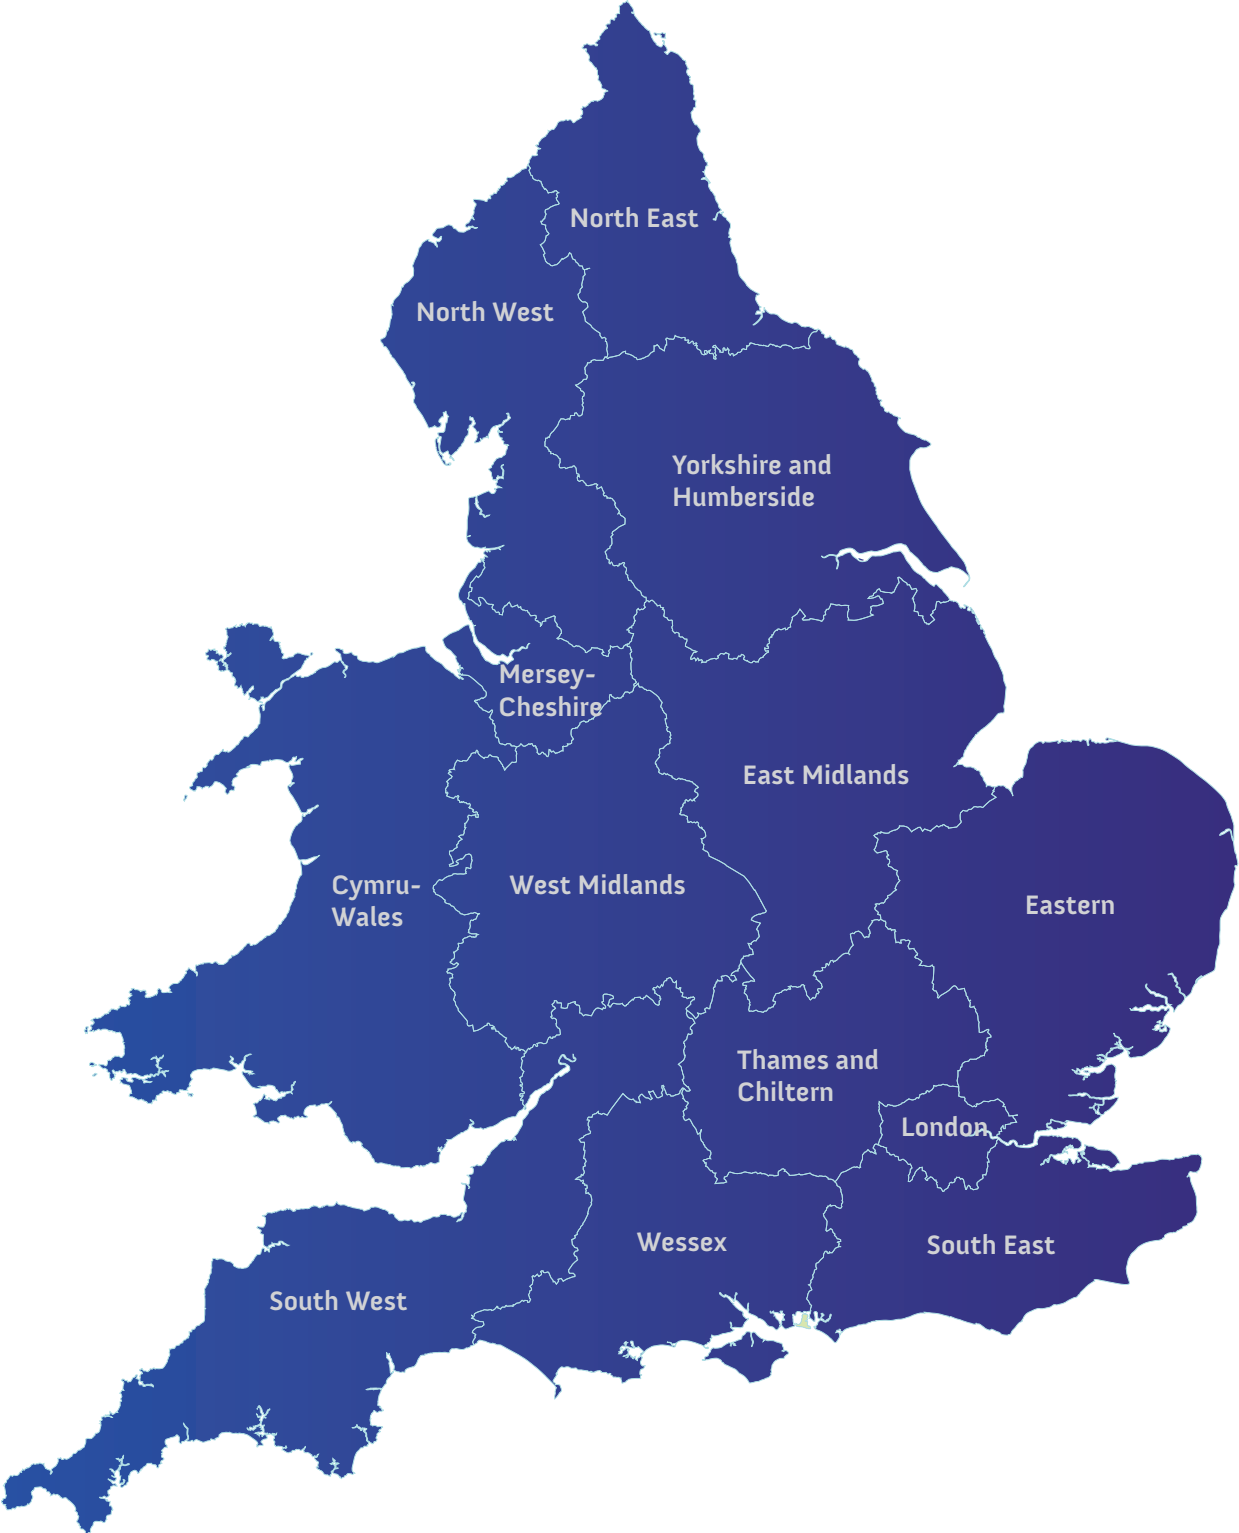 North East
North West
Yorkshire and
Humberside
Mersey-
Cheshire
East Midlands
Cymru-
Wales
West Midlands
Eastern
Thames and
Chiltern
London
Wessex
South East
South West